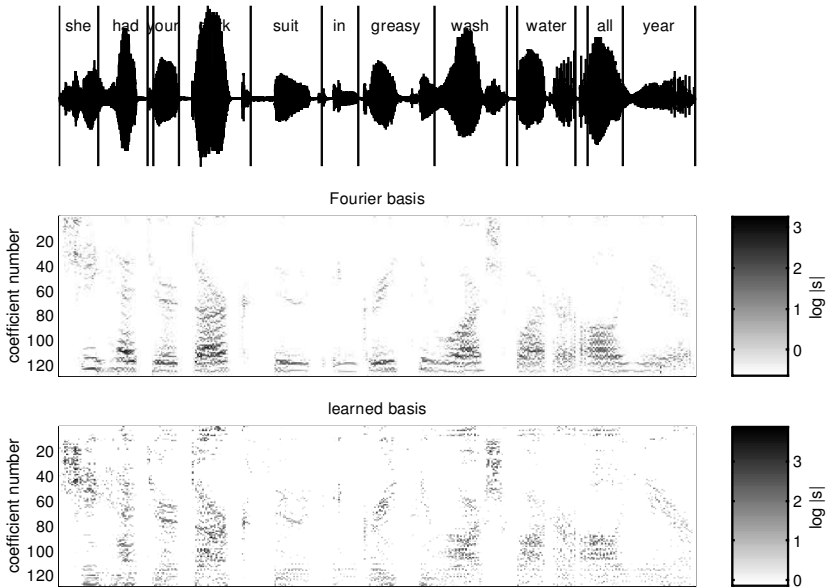 she had your suit in greasy wash water all year
Fourier basis
coefficient number
20
40
60
80
100
120
3
2
1
0
log |s|
learned basis
coefficient number
20
40
60
80
100
120
3
2
1
0
log |s|